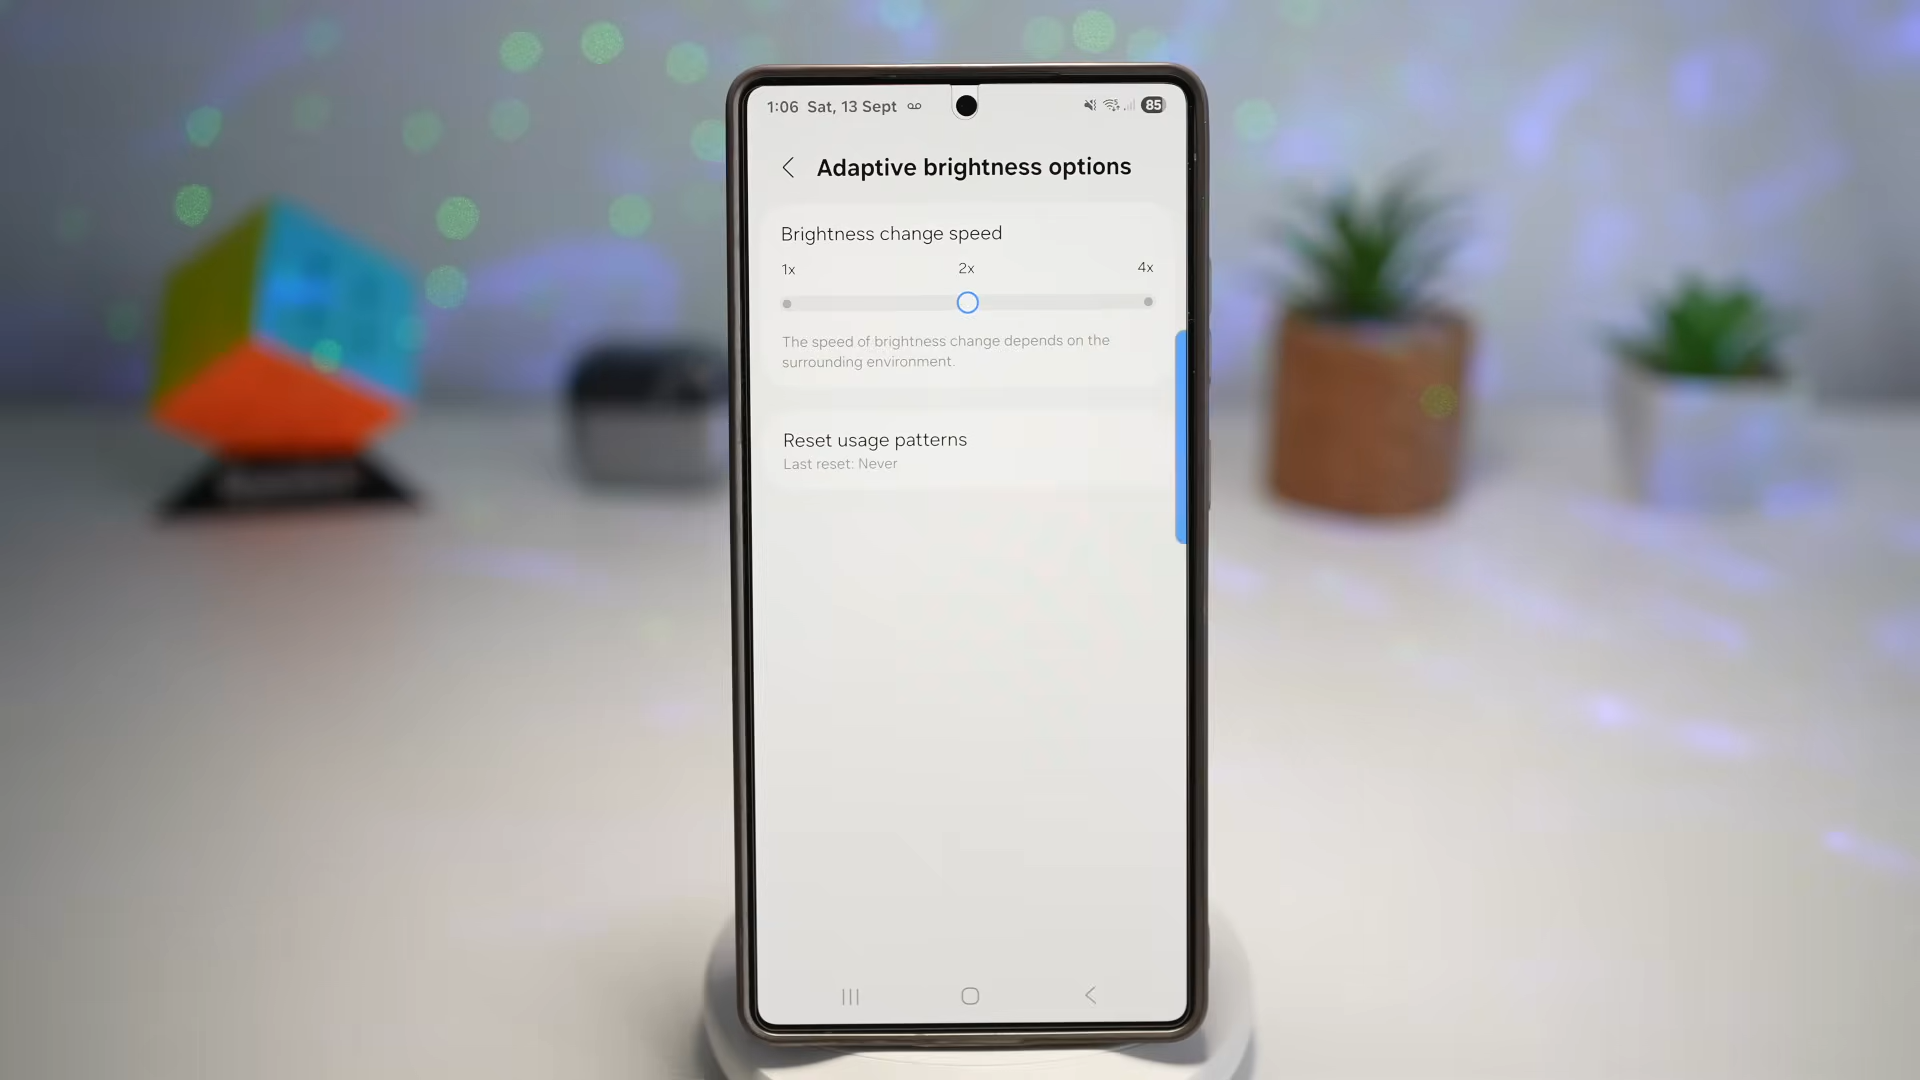 1:06 Sat, 13 Sept
85
Adaptive brightness options
Brightness change speed
1x 2x 4x
The speed of brightness change depends on the
surrounding environment.
Reset usage patterns
Last reset: Never